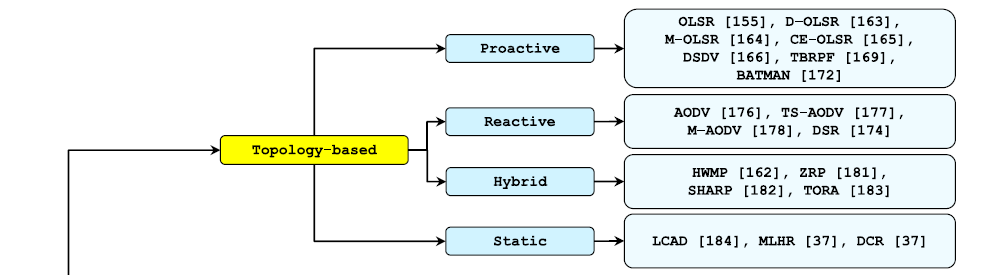 Topology-based
Proactive
OLSR [155], D-OLSR [163],
M-OLSR [164], CE-OLSR [165],
DSDV [166], TBRPF [169],
BATMAN [172]
Reactive
AODV [176], TS-AODV [177],
M-AODV [178], DSR [174]
Hybrid
HWMP [162], ZRP [181],
SHARP [182], TORA [183]
Static
LCAD [184], MLHR [37], DCR [37]